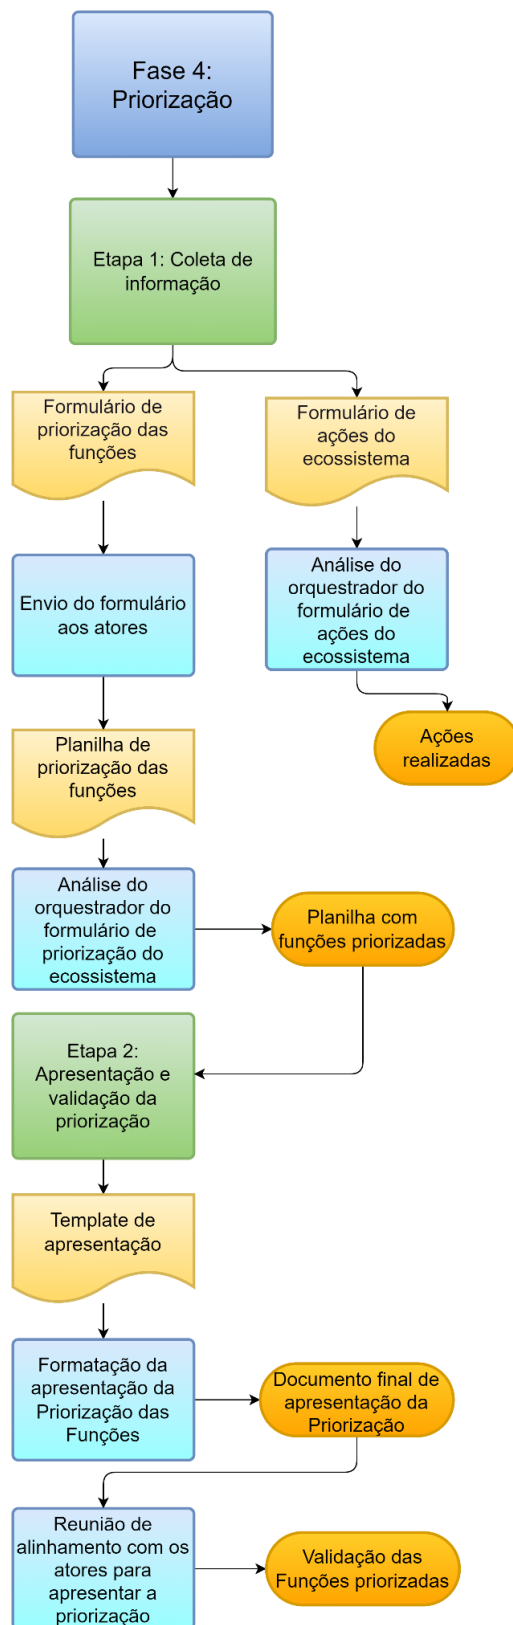 Fase 4:
Priorização
Etapa 1: Coleta de
informação
Formulário de
priorização das
funções
Formulário de
ações do
ecossistema
Envio do formulário
aos atores
Análise do
orquestrador do
formulário de
ações do
ecossistema
Ações
realizadas
Planilha de
priorização das
funções
Análise do
orquestrador do
formulário de
priorização do
ecossistema
Planilha com
funções priorizadas
Etapa 2:
Apresentação e
validação da
priorização
Template de
apresentação
Formatação da
apresentação da
Priorização das
Funções
Documento final de
apresentação da
Priorização
Reunião de
alinhamento com os
atores para
apresentar a
priorização
Validação das
Funções priorizadas